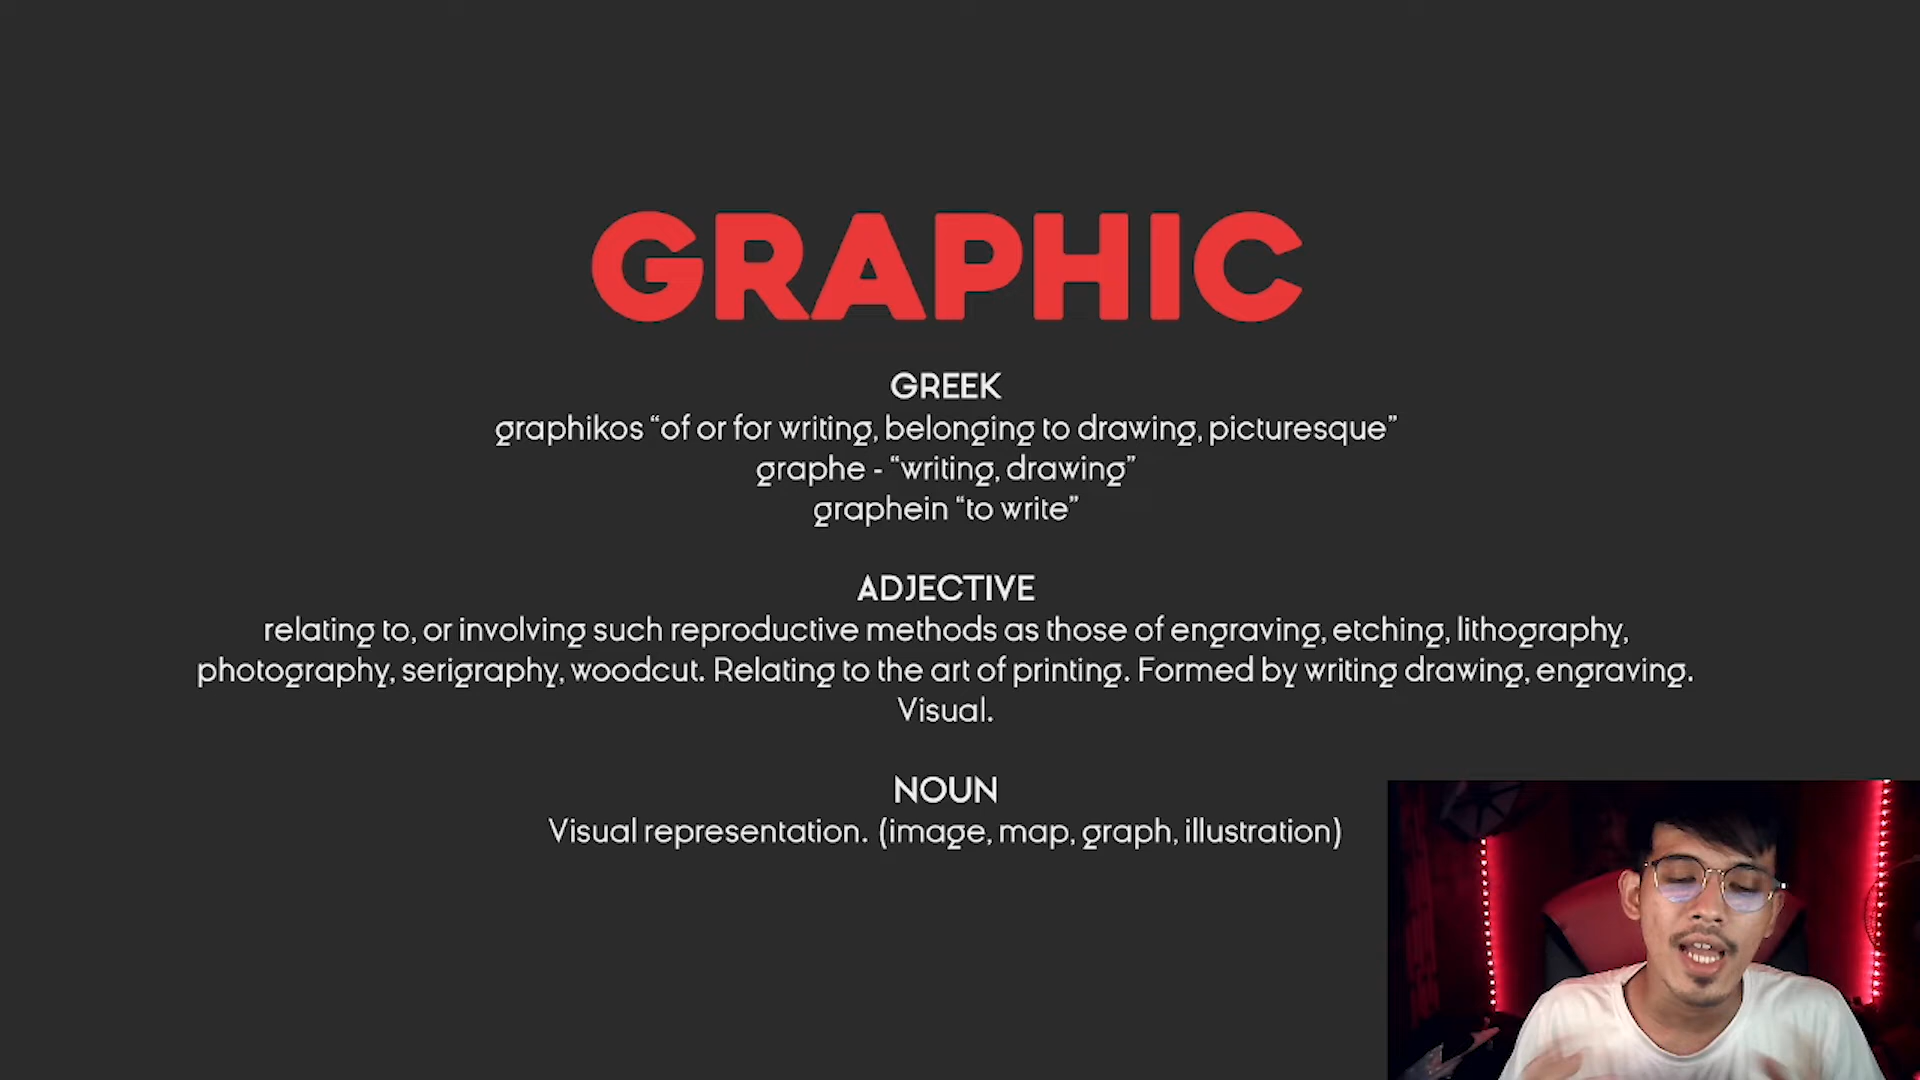 GRAPHIC
GREEK
graphikos “of or for writing, belonging to drawing, picturesque”
graphe - “writing, drawing”
graphein “to write”
ADJECTIVE
relating to, or involving such reproductive methods as those of engraving, etching, lithography,
photography, serigraphy, woodcut. Relating to the art of printing. Formed by writing drawing, engraving.
Visual.
NOUN
Visual representation. (image, map, graph, illustration)